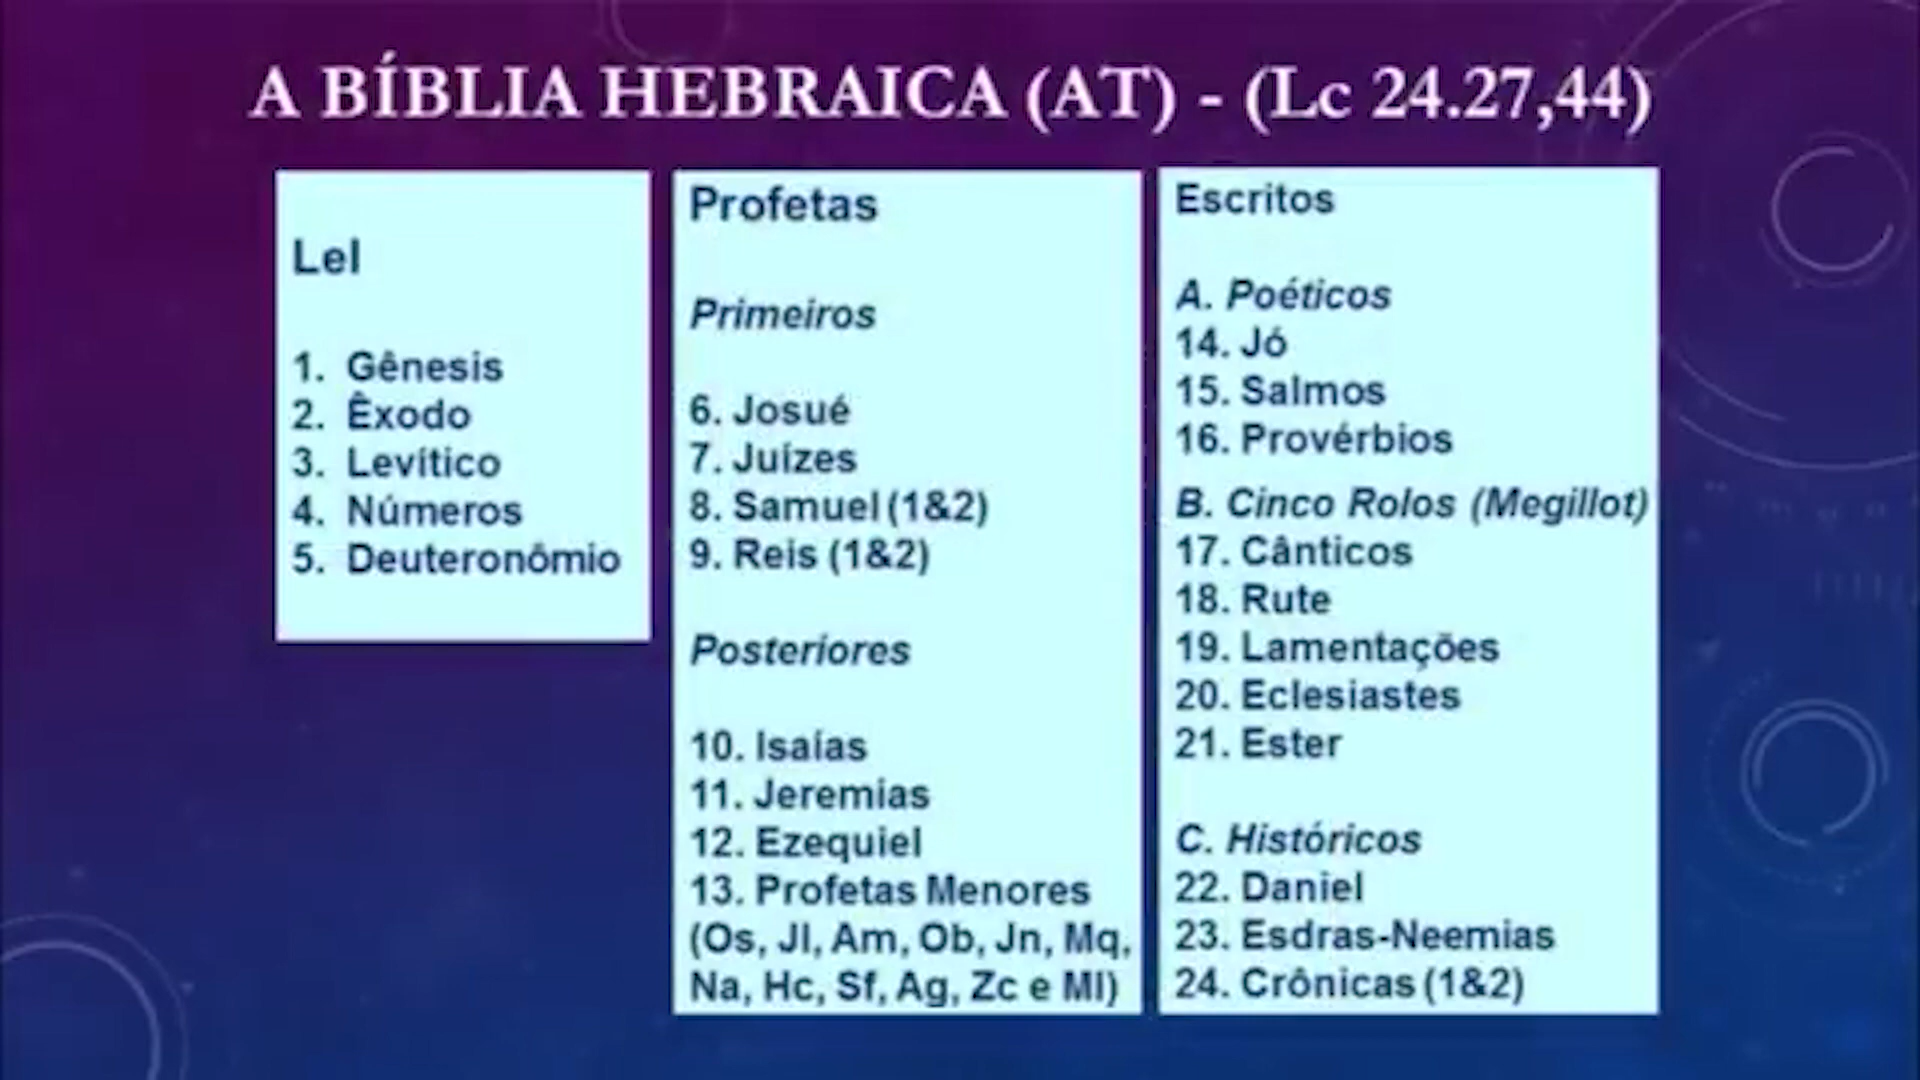 A BÍBLIA HEBRAICA (AT) - (Lc 24.27,44)
LeI
1. Gênesis
2. Êxodo
3. Levítico
4. Números
5. Deuteronômio
Profetas
Primeiros
6. Josué
7. Juízes
8. Samuel (1&2)
9. Reis (1&2)
Posteriores
10. Isaías
11. Jeremias
12. Ezequiel
13. Profetas Menores
(Os, Jl, Am, Ob, Jn, Mq,
Na, Hc, Sf, Ag, Zc e Ml)
Escritos
A. Poéticos
14. Jó
15. Salmos
16. Provérbios
B. Cinco Rolos (Megillot)
17. Cânticos
18. Rute
19. Lamentações
20. Eclesiastes
21. Ester
C. Históricos
22. Daniel
23. Esdras-Neemias
24. Crônicas (1&2)